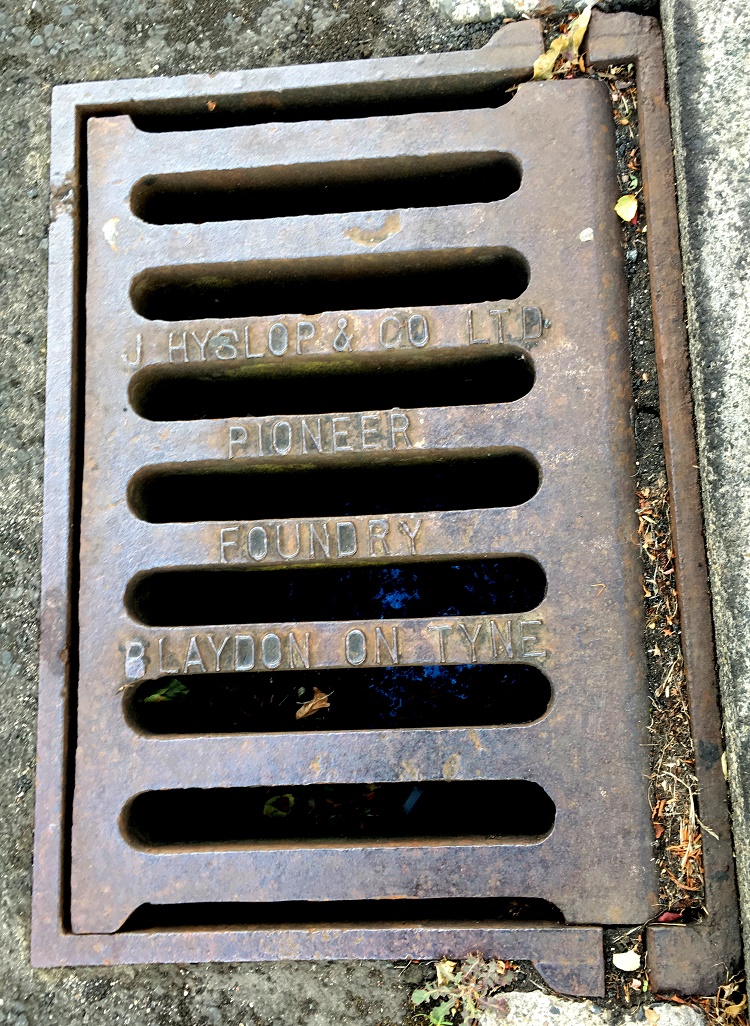 J HYSLOP & CO LTD
PIONEER
FOUNDRY
BLAYDON ON TYNE